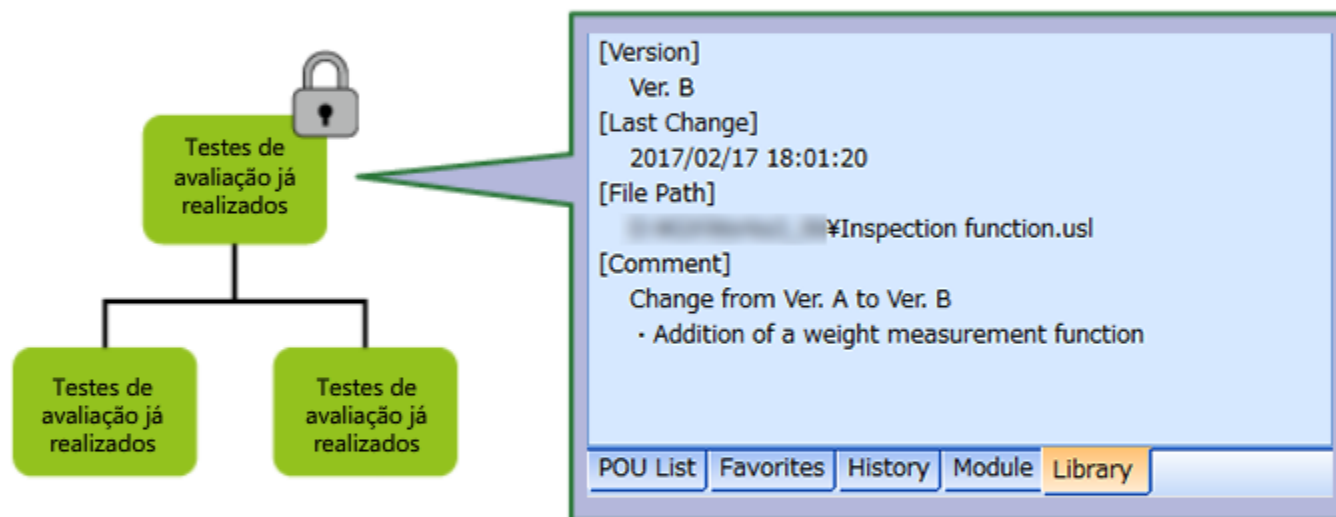 Testes de
avaliação já
realizados
Testes de
avaliação já
realizados
Testes de
avaliação já
realizados
[Version]
Ver. B
[Last Change]
2017/02/17 18:01:20
[File Path]
¥Inspection function.usl
[Comment]
Change from Ver. A to Ver. B
・Addition of a weight measurement function
POU List Favorites History Module Library